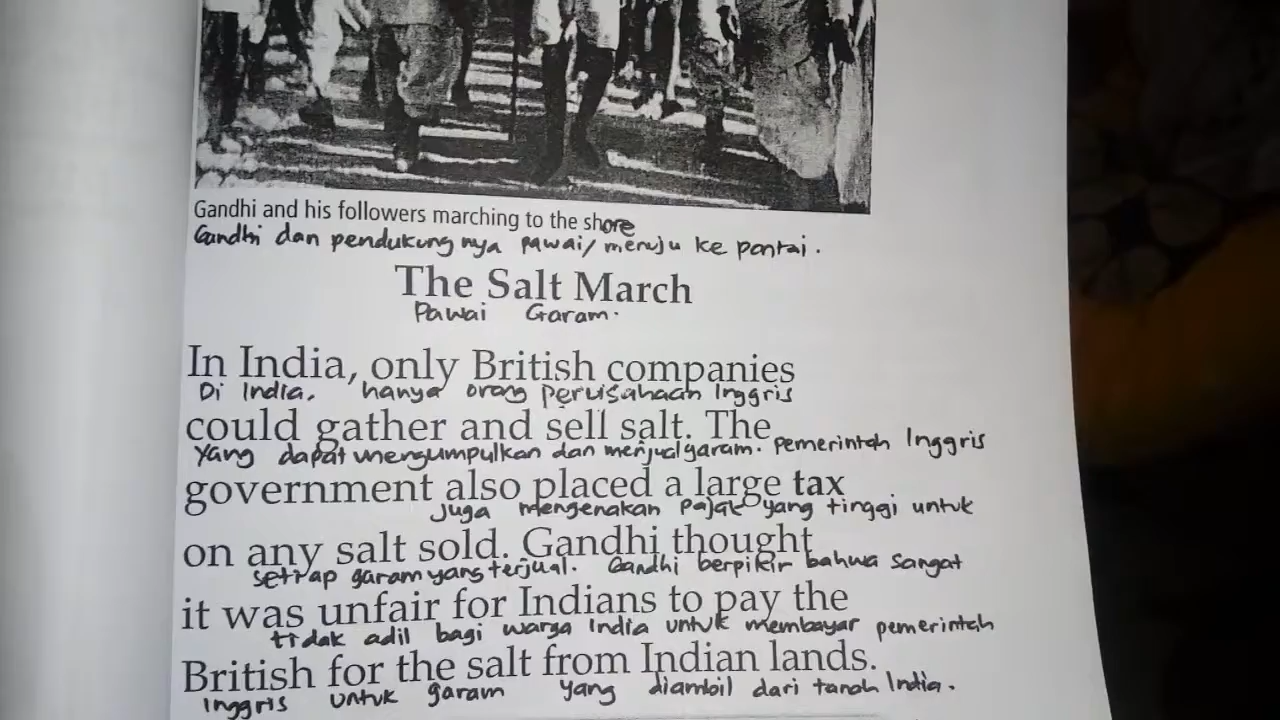 Gandhi and his followers marching to the shore
Gandhi dan pendukung nya pawai/ menuju ke pantai.
The Salt March
Pawai Garam.
In India, only British companies
Di India, hanya orang perusahaan Inggris
could gather and sell salt. The
yang dapat mengumpulkan dan menjual garam. pemerintah Inggris
government also placed a large tax
juga mengenakan pajak yang tinggi untuk
on any salt sold. Gandhi thought
setiap garam yang terjual. Gandhi berpikir bahwa sangat
it was unfair for Indians to pay the
tidak adil bagi warga India untuk membayar pemerintah
British for the salt from Indian lands.
Inggris untuk garam yang diambil dari tanah India.